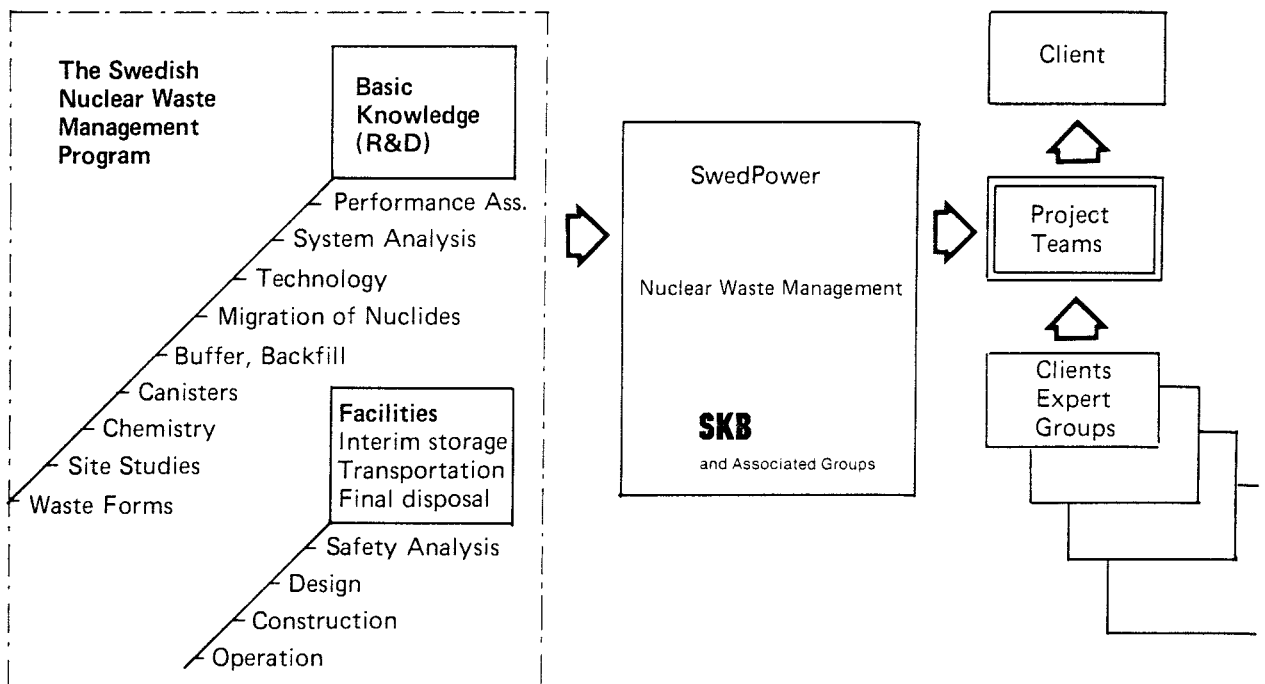 The Swedish
Nuclear Waste
Management
Program
Basic
Knowledge
(R&D)
Performance Ass.
System Analysis
Technology
Migration of Nuclides
Buffer, Backfill
Canisters
Chemistry
Site Studies
Waste Forms
Facilities
Interim storage
Transportation
Final disposal
Safety Analysis
Design
Construction
Operation
SwedPower
Nuclear Waste Management
SKB
and Associated Groups
Client
Project
Teams
Clients
Expert
Groups